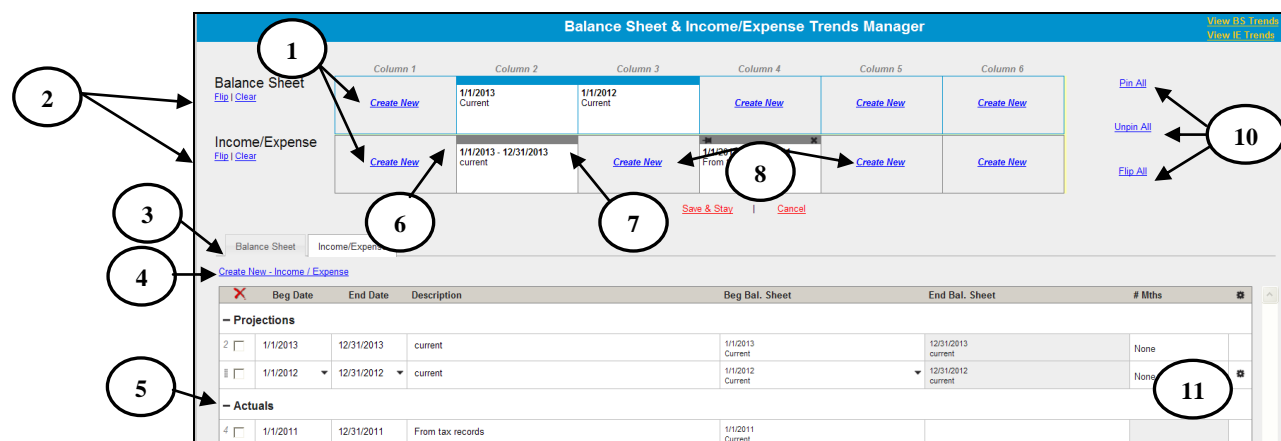 Balance Sheet & Income/Expense Trends Manager
View BS Trends
View IE Trends
1
Column 1 Column 2 Column 3 Column 4 Column 5 Column 6
Balance Sheet
Flip | Clear
Create New
1/1/2013
Current
1/1/2012
Current
Create New
Create New
Create New
Pin All
2
Unpin All
10
Income/Expense
Flip | Clear
Create New
1/1/2013 - 12/31/2013
current
Create New
From
8
Create New
Create New
Flip All
3
6
7
Save & Stay | Cancel
Balance Sheet Income/Expense
4
Create New - Income / Expense
Beg Date End Date Description Beg Bal. Sheet End Bal. Sheet # Mths
– Projections
2 1/1/2013 12/31/2013 current 1/1/2013 12/31/2013 None
Current current
1/1/2012 12/31/2012 current 1/1/2012 12/31/2012 None
Current current
5
11
– Actuals
4 1/1/2011 12/31/2011 From tax records 1/1/2011
Current